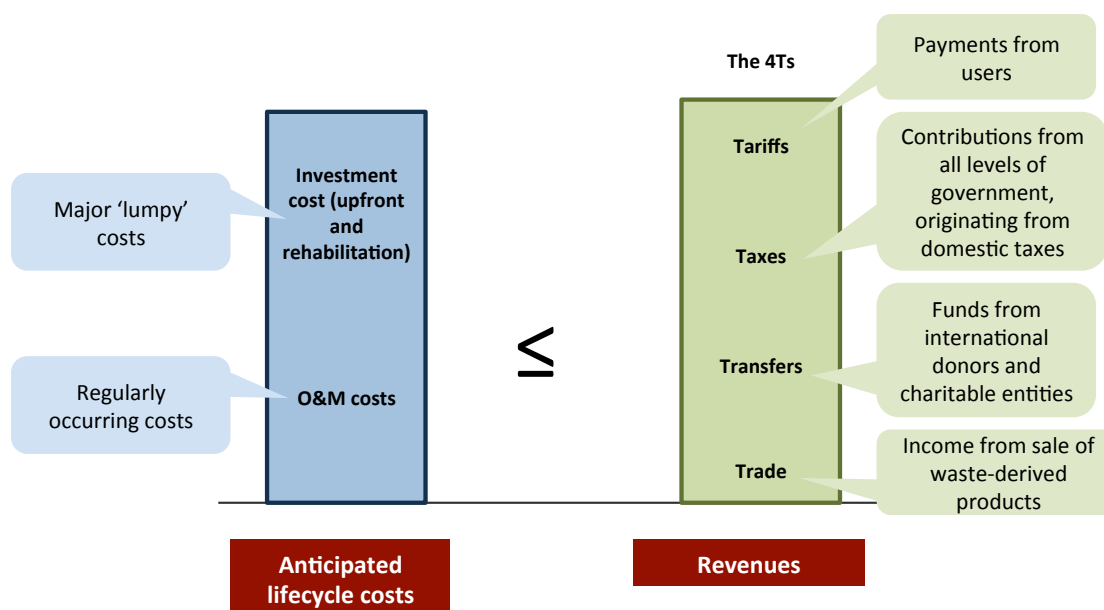 The 4Ts
Payments from
users
Tariffs
Contributions from
all levels of
government,
originating from
domestic taxes
Investment
cost (upfront
and
rehabilitation)
Major ‘lumpy’
costs
Taxes
≤
Funds from
international
donors and
charitable entities
Transfers
Regularly
occurring costs
O&M costs
Trade
Income from sale of
waste-derived
products
Anticipated
lifecycle costs
Revenues